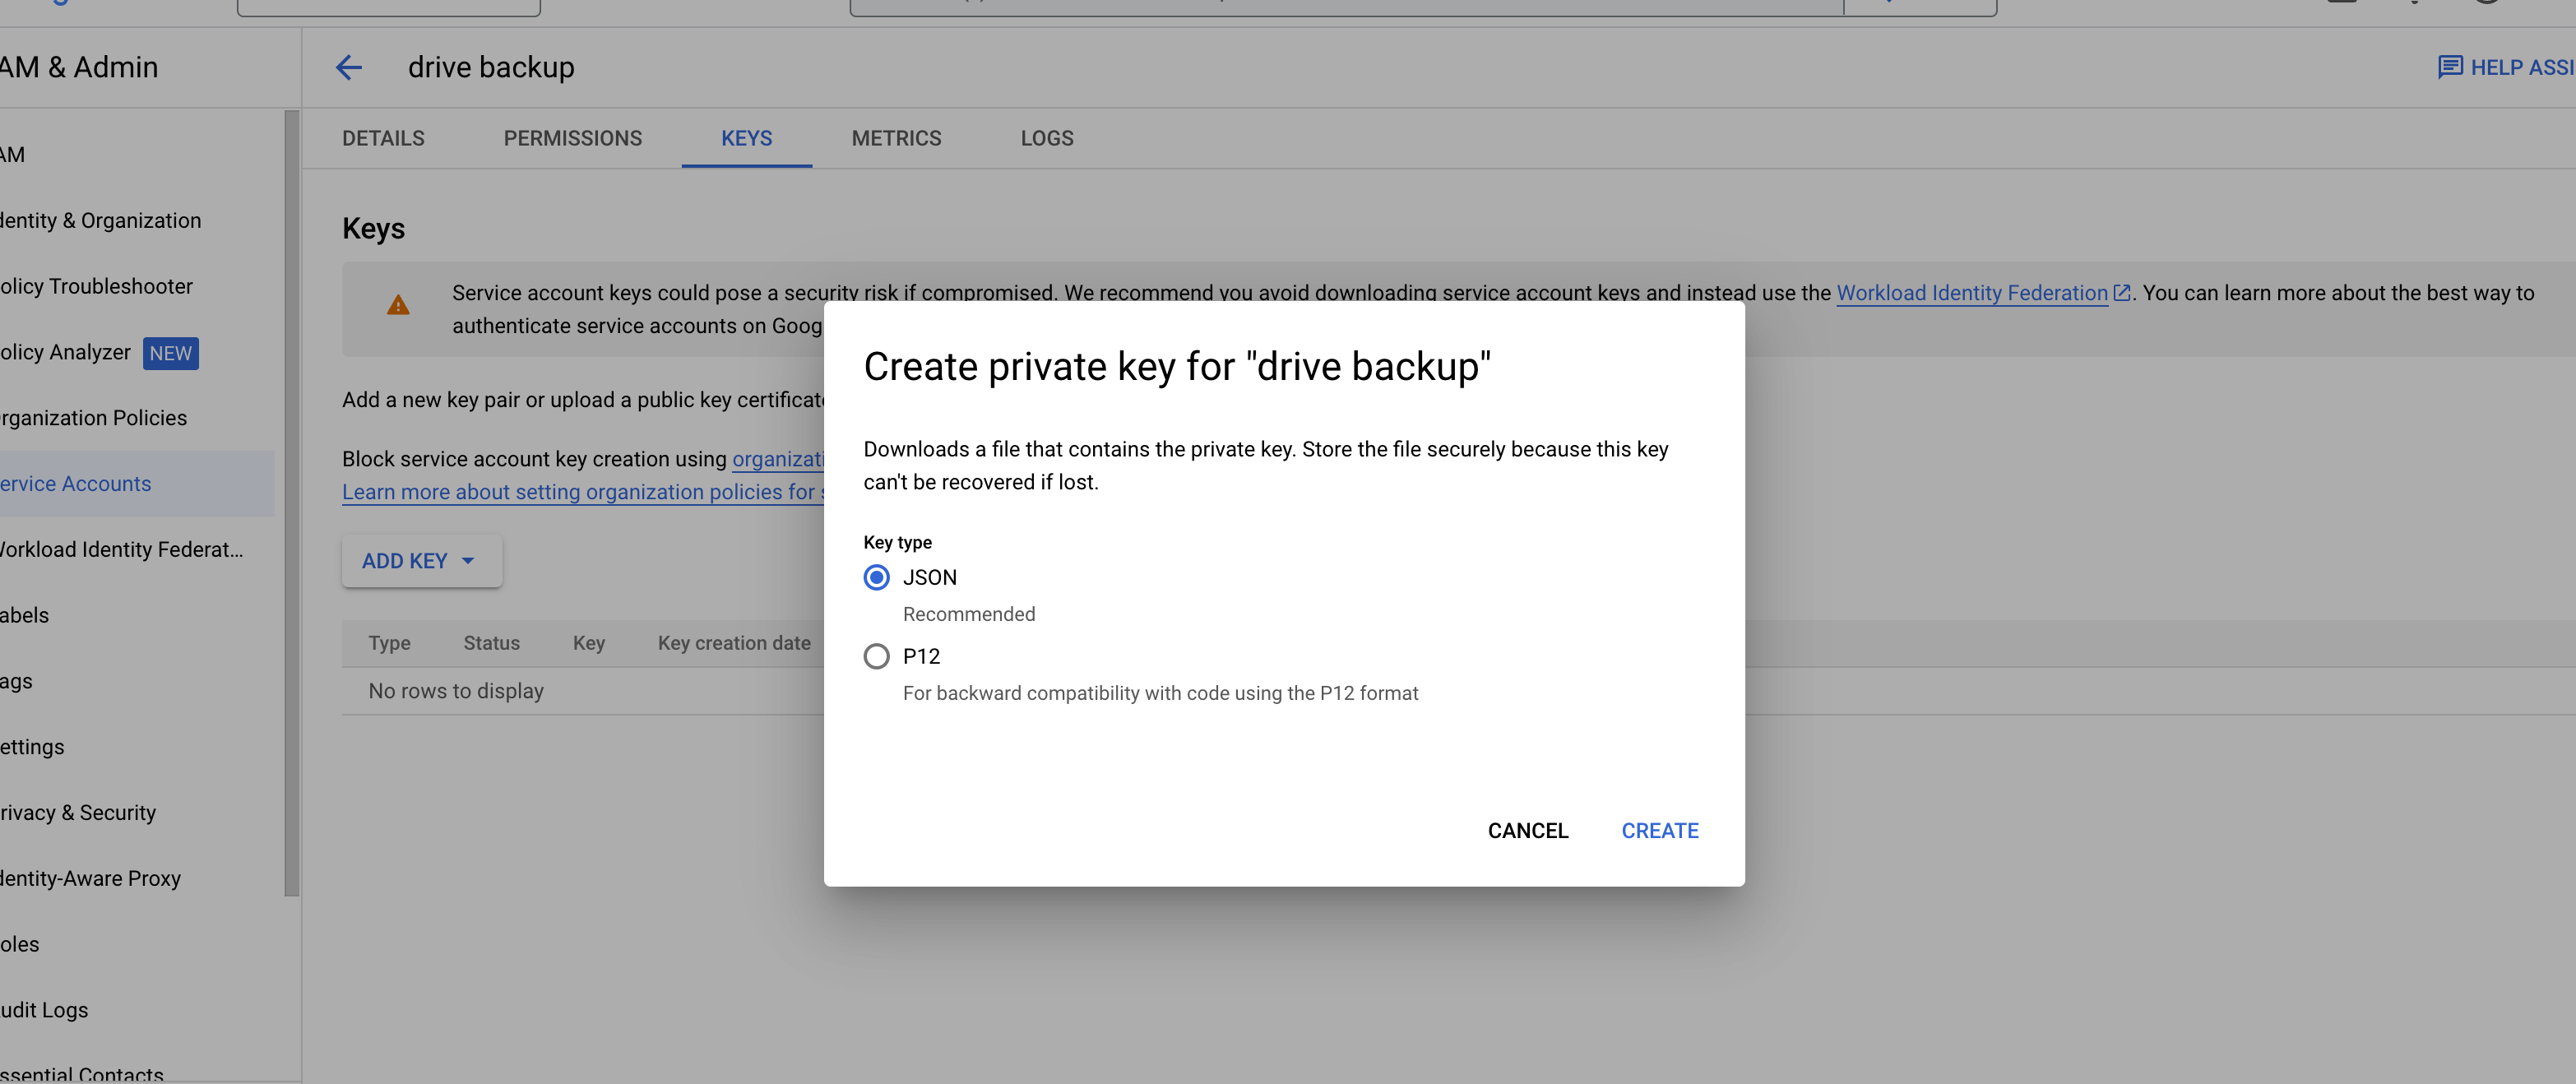 AM & Admin
drive backup
HELP ASSI
DETAILS
PERMISSIONS
KEYS
METRICS
LOGS
AM
dentity & Organization
olicy Troubleshooter
olicy Analyzer NEW
rganization Policies
ervice Accounts
Workload Identity Federat...
abels
ags
ettings
rivacy & Security
dentity-Aware Proxy
oles
udit Logs
ssential Contacts
Keys
Service account keys could pose a security risk if compromised. We recommend you avoid downloading service account keys and instead use the Workload Identity Federation. You can learn more about the best way to
authenticate service accounts on Goog
Add a new key pair or upload a public key certificate
Block service account key creation using organizati
Learn more about setting organization policies for s
ADD KEY
Type Status Key Key creation date
No rows to display
Create private key for "drive backup"
Downloads a file that contains the private key. Store the file securely because this key
can't be recovered if lost.
Key type
JSON
Recommended
P12
For backward compatibility with code using the P12 format
CANCEL
CREATE